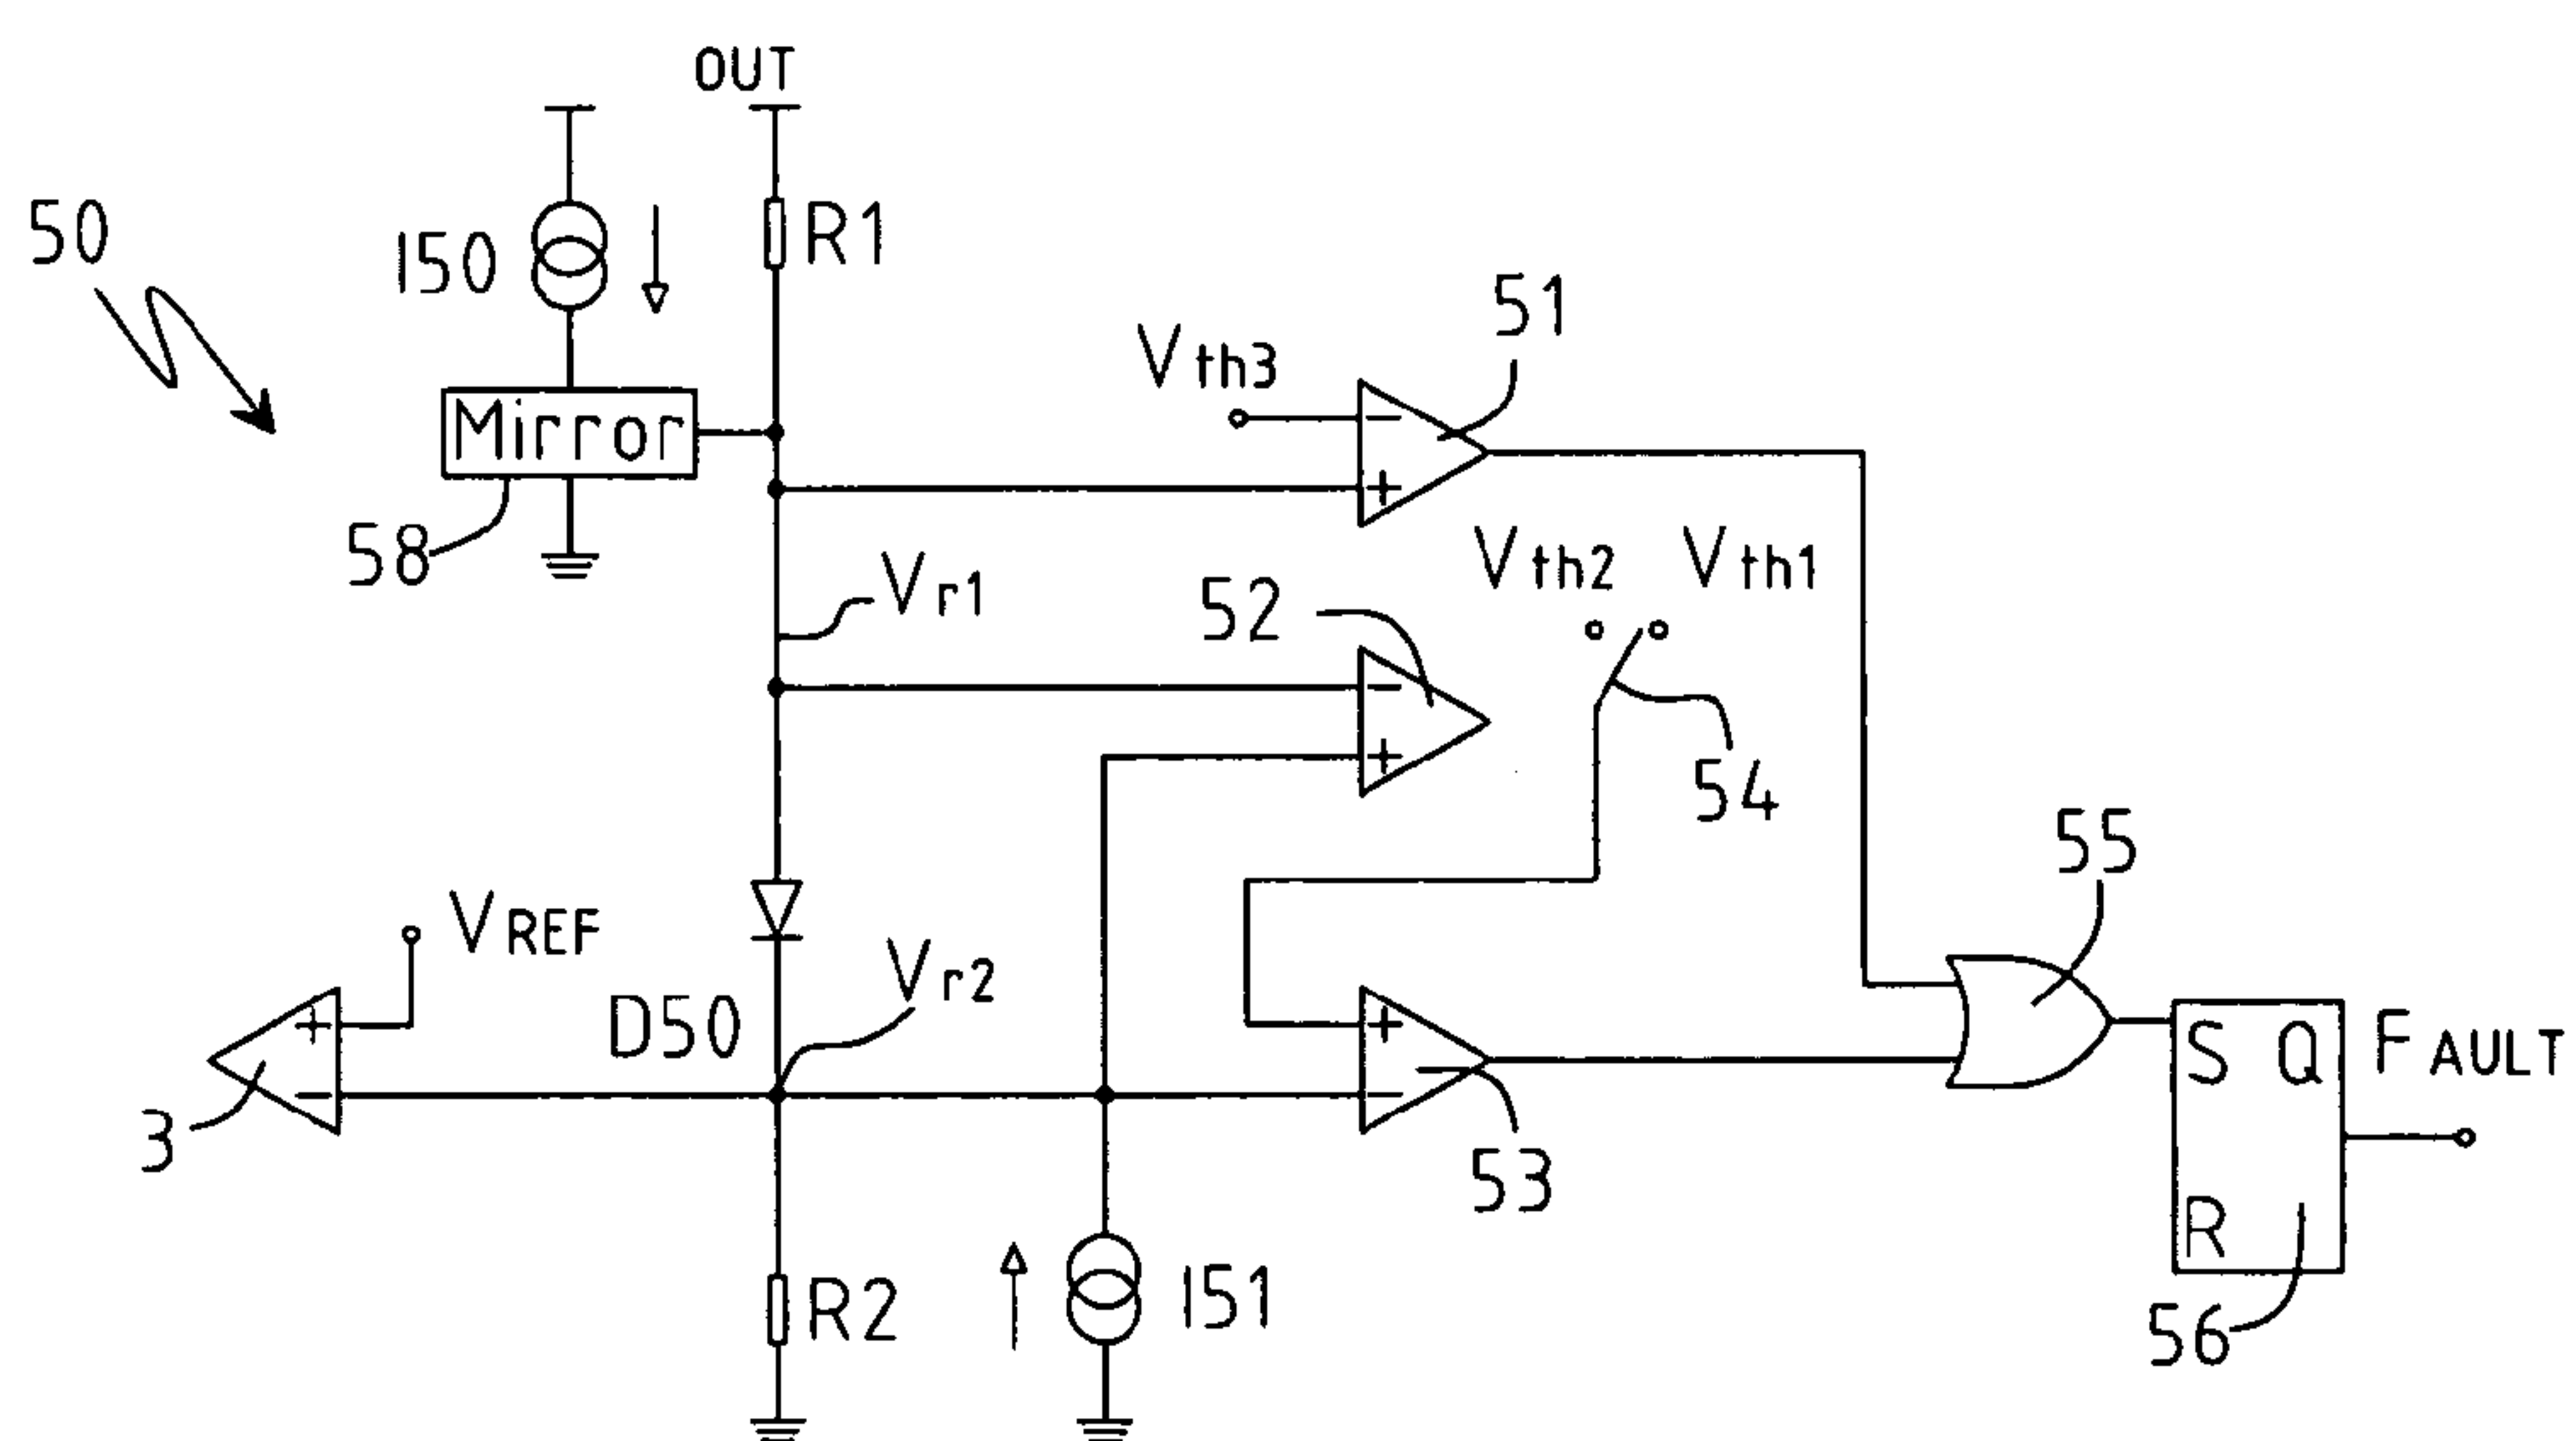 OUT
50
I50
R1
51
Vth3
Mirror
+
−
58
Vr1
52
Vth2
Vth1
−
+
54
55
VREF
D50
Vr2
+
−
3
+
−
53
S
Q
FAULT
R
R2
I51
56